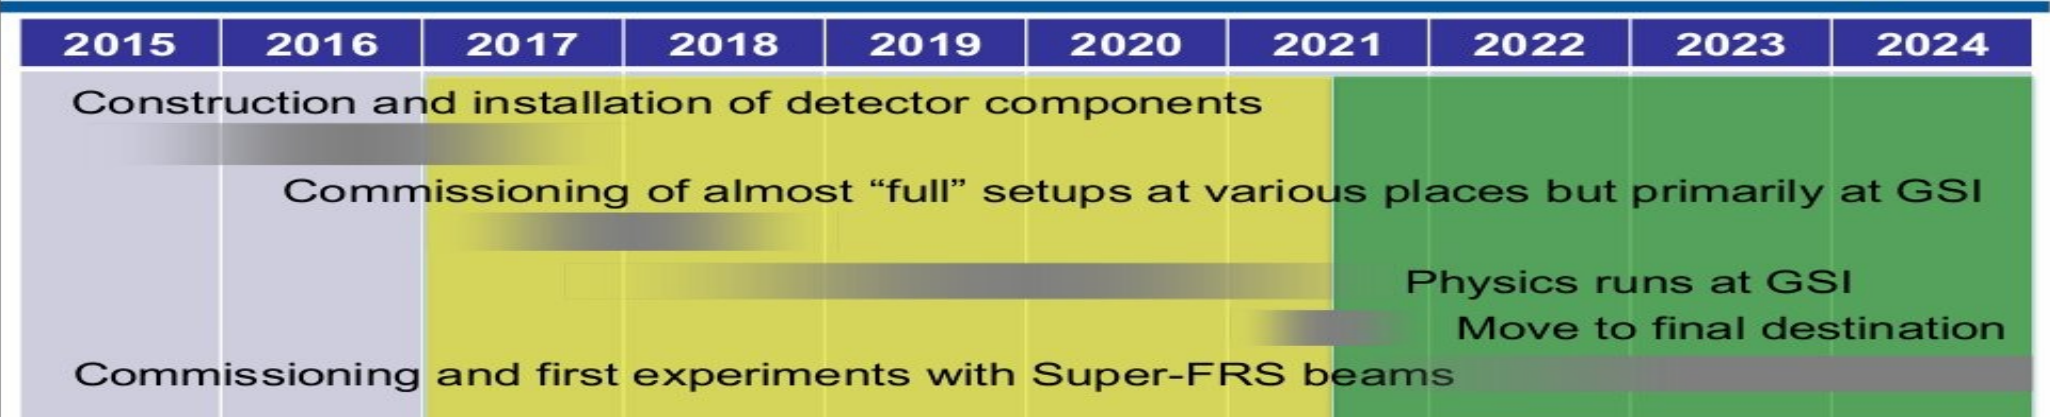 2015 2016 2017 2018 2019 2020 2021 2022 2023 2024
Construction and installation of detector components
Commissioning of almost “full” setups at various places but primarily at GSI
Physics runs at GSI
Move to final destination
Commissioning and first experiments with Super-FRS beams